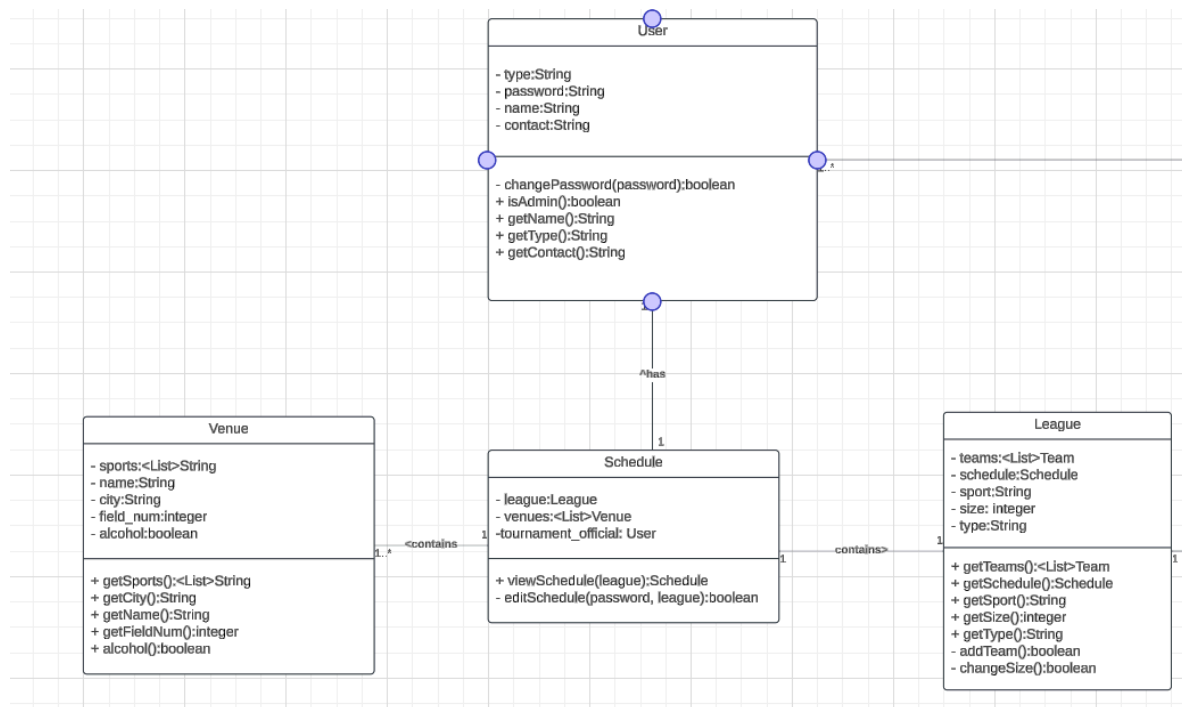 User
- type:String
- password:String
- name:String
- contact:String
- changePassword(password):boolean
+ isAdmin():boolean
+ getName():String
+ getType():String
+ getContact():String
1..*
1
^has
1
Venue
- sports:<List>String
- name:String
- city:String
- field_num:integer
- alcohol:boolean
+ getSports():<List>String
+ getCity():String
+ getName():String
+ getFieldNum():integer
+ alcohol():boolean
1..*
<contains
1
Schedule
- league:League
- venues:<List>Venue
-tournament_official: User
+ viewSchedule(league):Schedule
- editSchedule(password, league):boolean
1
contains>
1
League
- teams:<List>Team
- schedule:Schedule
- sport:String
- size: integer
- type:String
+ getTeams():<List>Team
+ getSchedule():Schedule
+ getSport():String
+ getSize():integer
+ getType():String
- addTeam():boolean
- changeSize():boolean
1